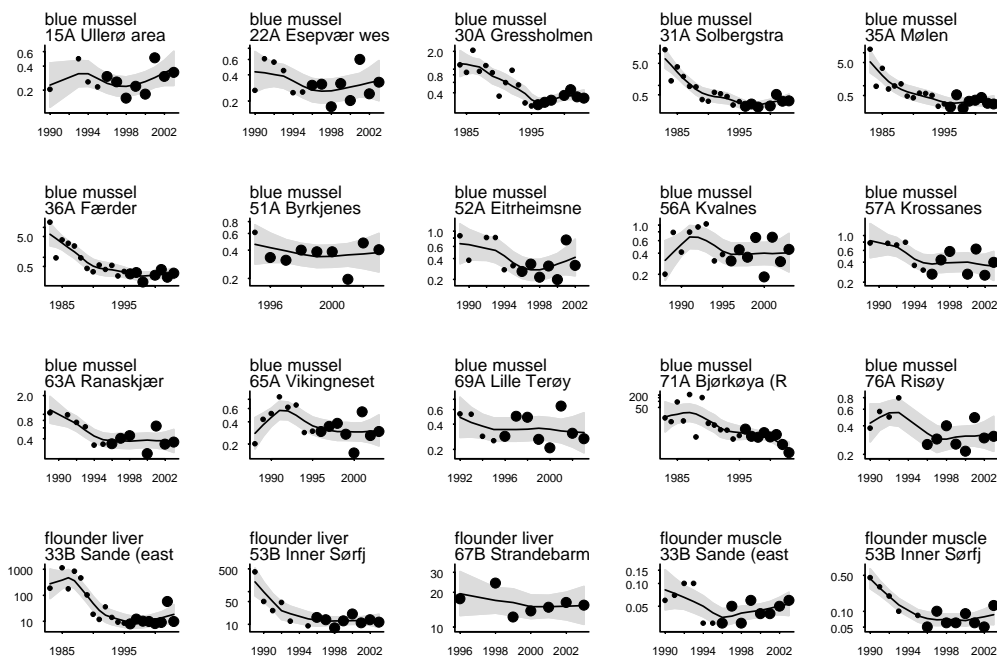 blue mussel
15A Ullerø area
0.6
0.4
0.2
1990 1994 1998 2002
blue mussel
22A Esepvær wes
0.6
0.4
0.2
1990 1994 1998 2002
blue mussel
30A Gressholmen
2.0
0.8
0.4
1985 1995
blue mussel
31A Solbergstra
5.0
0.5
1985 1995
blue mussel
35A Mølen
5.0
0.5
1985 1995
blue mussel
36A Færder
5.0
0.5
1985 1995
blue mussel
51A Byrkjenes
0.8
0.6
0.4
0.2
1995 2000
blue mussel
52A Eitrheimsne
1.0
0.6
0.4
0.2
1990 1994 1998 2002
blue mussel
56A Kvalnes
1.0
0.6
0.4
0.2
1990 1995 2000
blue mussel
57A Krossanes
1.0
0.6
0.4
0.2
1990 1994 1998 2002
blue mussel
63A Ranaskjær
2.0
0.8
0.4
1990 1994 1998 2002
blue mussel
65A Vikingneset
0.6
0.4
0.2
1990 1995 2000
blue mussel
69A Lille Terøy
0.6
0.4
0.2
1992 1996 2000
blue mussel
71A Bjørkøya (R
200
50
1985 1995
blue mussel
76A Risøy
0.8
0.6
0.4
0.2
1990 1994 1998 2002
flounder liver
33B Sande (east
1000
100
10
1985 1995
flounder liver
53B Inner Sørfj
500
50
10
1990 1994 1998 2002
flounder liver
67B Strandebarm
30
20
10
1996 1998 2000 2002
flounder muscle
33B Sande (east
0.15
0.10
0.05
1990 1994 1998 2002
flounder muscle
53B Inner Sørfj
0.50
0.10
0.05
1990 1994 1998 2002